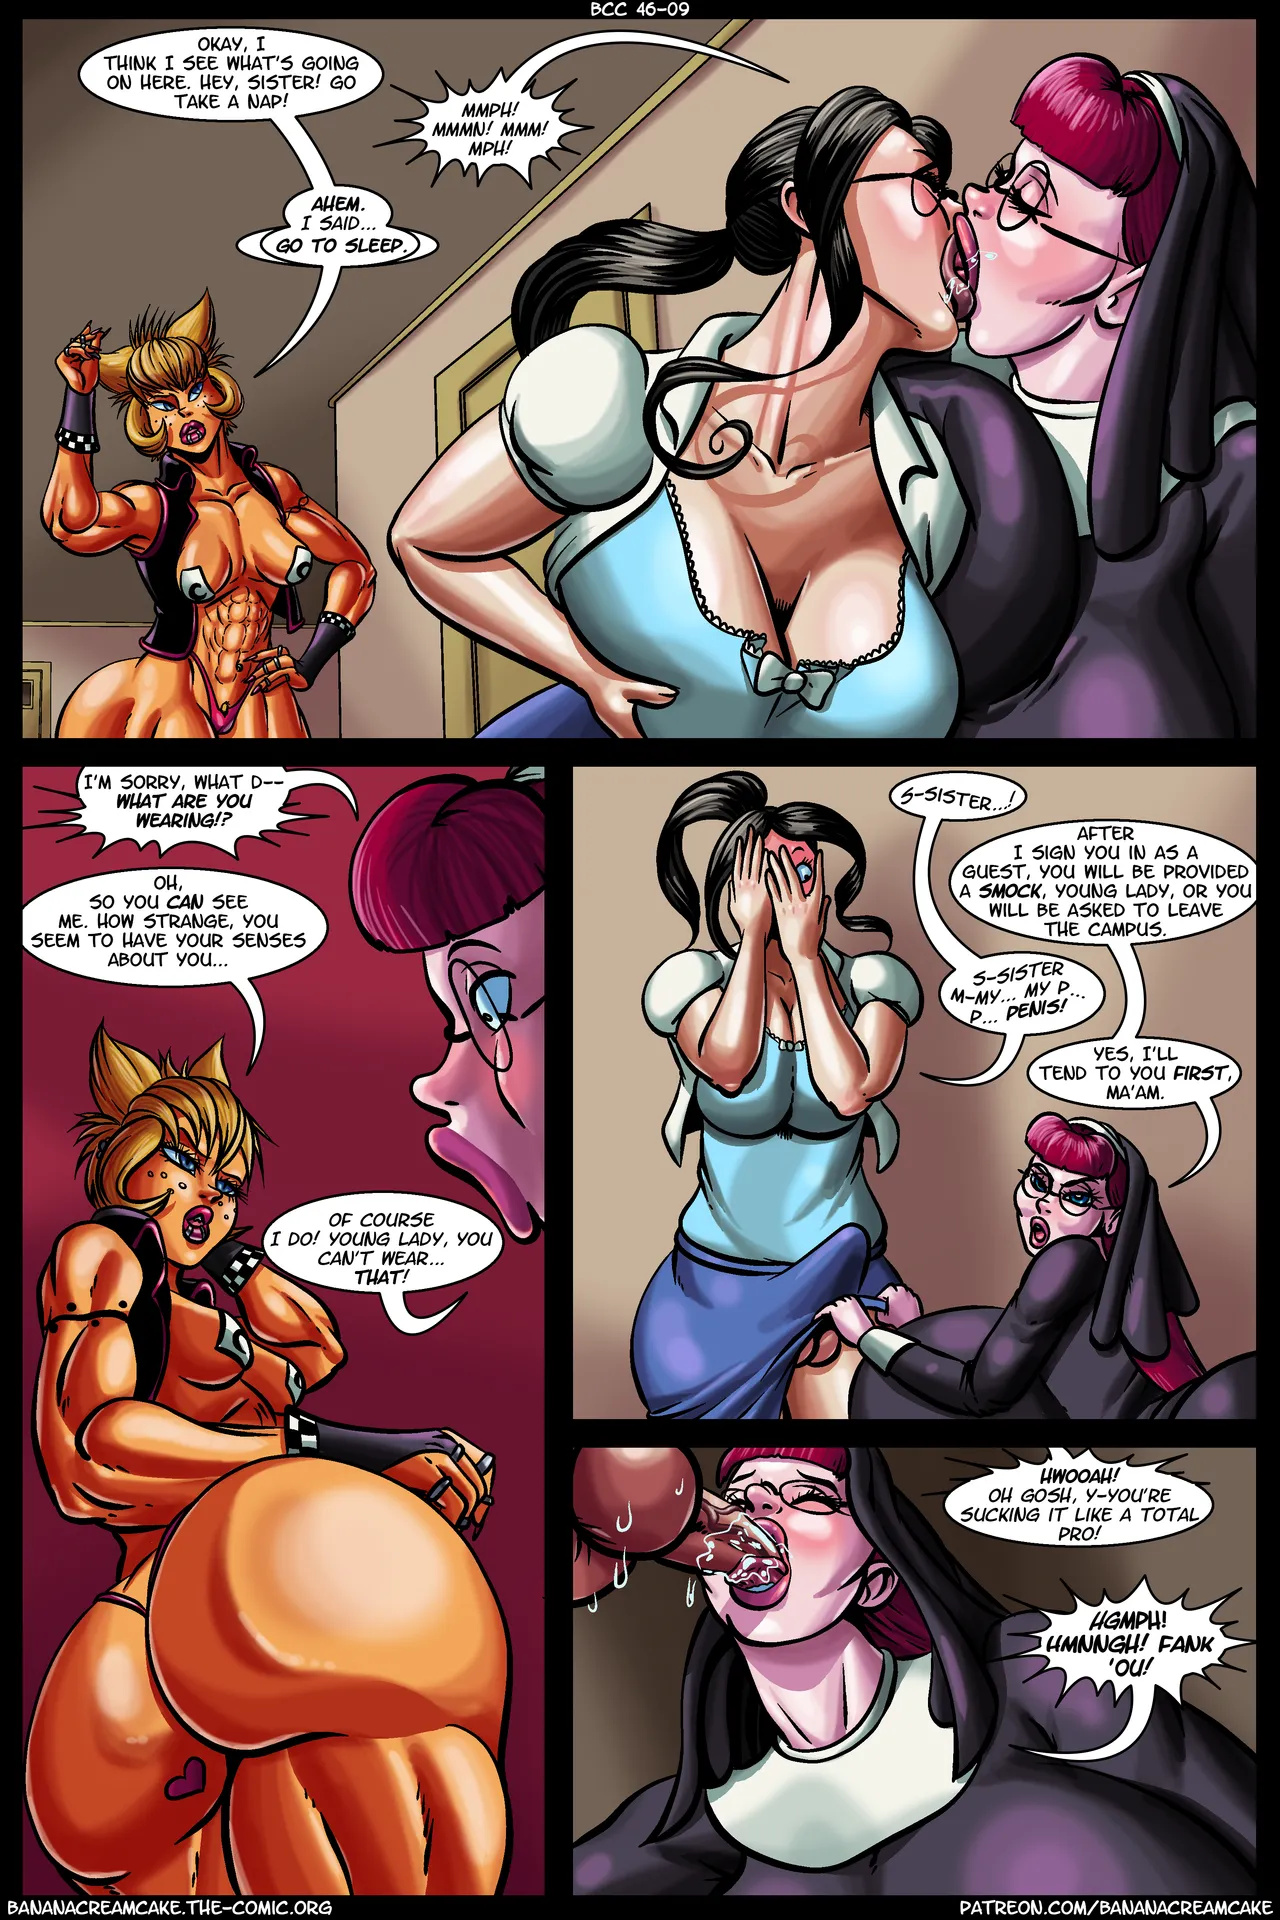 BCC 46-09
OKAY, I
THINK I SEE WHAT'S GOING
ON HERE. HEY, SISTER! GO
TAKE A NAP!
AHEM.
I SAID...
GO TO SLEEP.
MMPH!
MMMN! MMM!
MPH!
I'M SORRY, WHAT D--
WHAT ARE YOU
WEARING!?
OH,
SO YOU CAN SEE
ME. HOW STRANGE, YOU
SEEM TO HAVE YOUR SENSES
ABOUT YOU...
OF COURSE
I DO! YOUNG LADY, YOU
CAN'T WEAR...
THAT!
S-SISTER...!
AFTER
I SIGN YOU IN AS A
GUEST, YOU WILL BE PROVIDED
A SMOCK, YOUNG LADY, OR YOU
WILL BE ASKED TO LEAVE
THE CAMPUS.
S-SISTER
M-MY... MY P...
P... PENIS!
YES, I'LL
TEND TO YOU FIRST,
MA'AM.
HWOOAH!
OH GOSH, Y-YOU'RE
SUCKING IT LIKE A TOTAL
PRO!
HGMPH!
HMNNGH! FANK
'OU!
BANANACREAMCAKE.THE-COMIC.ORG
PATREON.COM/BANANACREAMCAKE